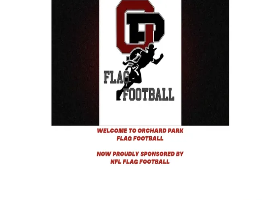 OP
FLAG
FOOTBALL
WELCOME TO ORCHARD PARK
FLAG FOOTBALL
NOW PROUDLY SPONSORED BY
NFL FLAG FOOTBALL